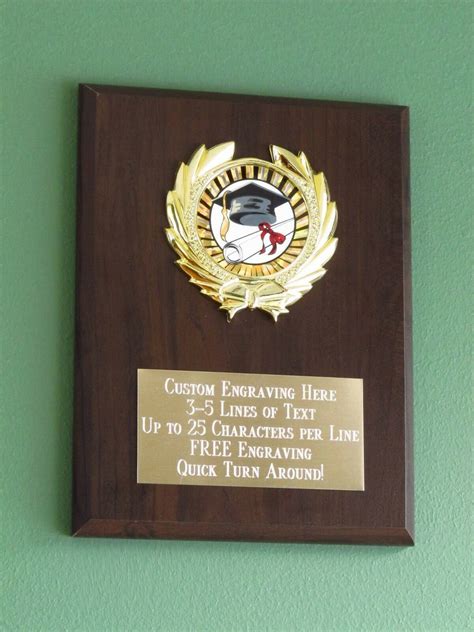 Custom Engraving Here
3-5 Lines of Text
Up to 25 Characters per Line
FREE Engraving
Quick Turn Around!